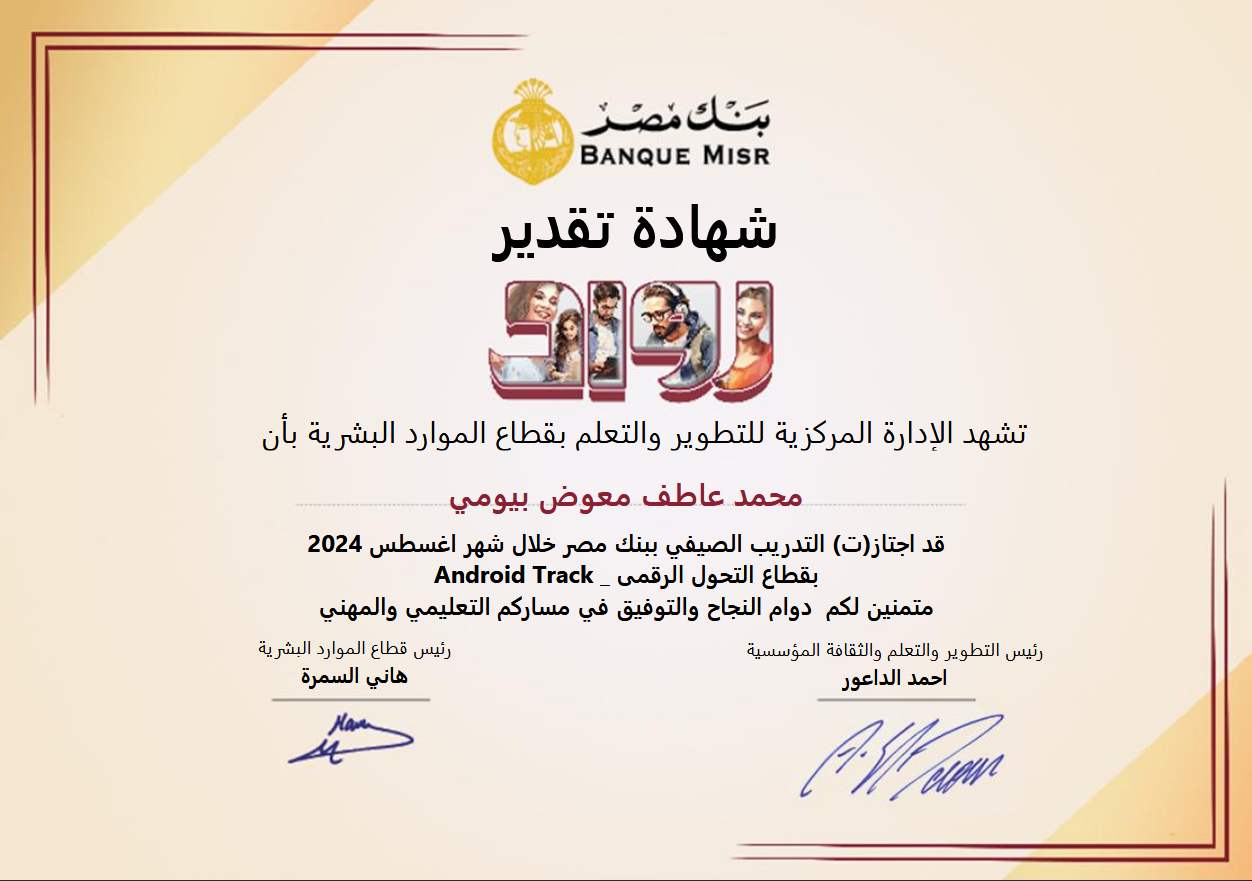 بنك مصر
BANQUE MISR
شهادة تقدير
رواد
تشهد الإدارة المركزية للتطوير والتعلم بقطاع الموارد البشرية بأن
محمد عاطف معوض بيومي
قد اجتاز(ت) التدريب الصيفي ببنك مصر خلال شهر اغسطس 2024
بقطاع التحول الرقمى _ Android Track
متمنين لكم دوام النجاح والتوفيق في مساركم التعليمي والمهني
رئيس التطوير والتعلم والثقافة المؤسسية
احمد الداعور
رئيس قطاع الموارد البشرية
هاني السمرة